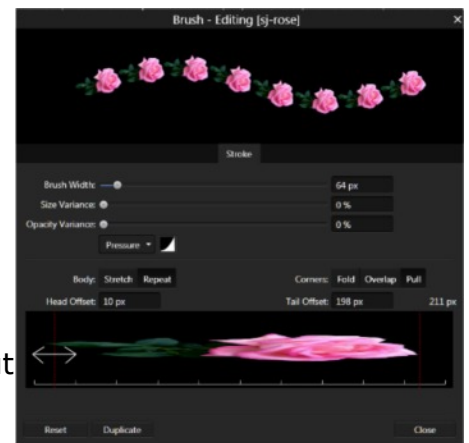 Brush - Editing [sj-rose] ×
Stroke
Brush Width: 64 px
Size Variance: 0 %
Opacity Variance: 0 %
Pressure
Body: Stretch Repeat Corners: Fold Overlap Pull
Head Offset: 10 px Tail Offset: 198 px 211 px
Reset Duplicate Close